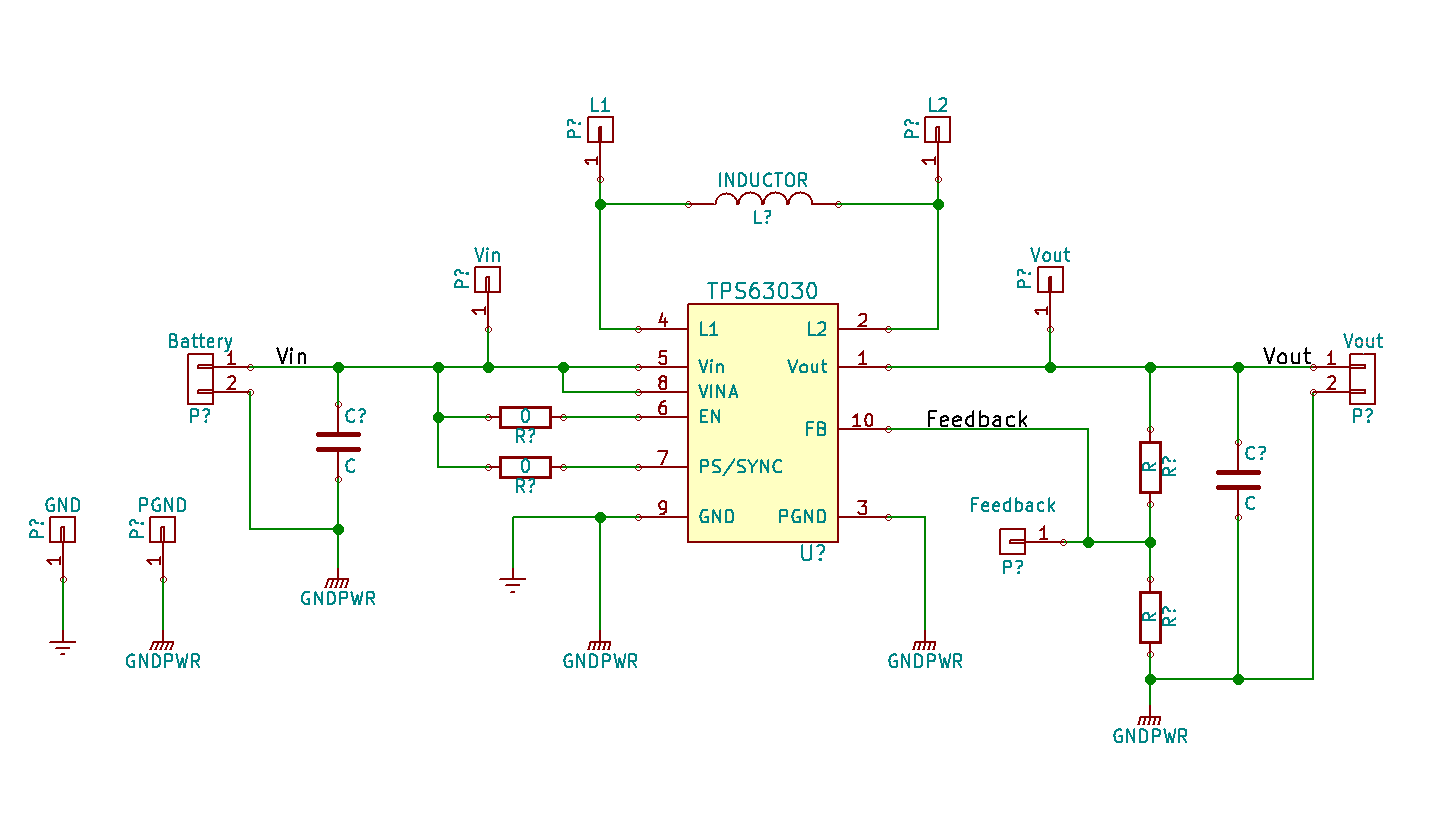 L1
P?
1
L2
P?
1
INDUCTOR
L?
Vin
P?
1
Vout
P?
1
TPS63030
4 L1 L2 2
5 Vin Vout 1
8 VINA
6 EN
FB 10
7 PS/SYNC
9 GND PGND 3
U?
Battery
1
2
P?
Vin
C?
C
GNDPWR
0
R?
0
R?
GND
P?
1
PGND
P?
1
GNDPWR
GNDPWR
GNDPWR
Feedback
Feedback
1
P?
R
R?
R
R?
GNDPWR
C?
C
Vout
Vout
1
2
P?